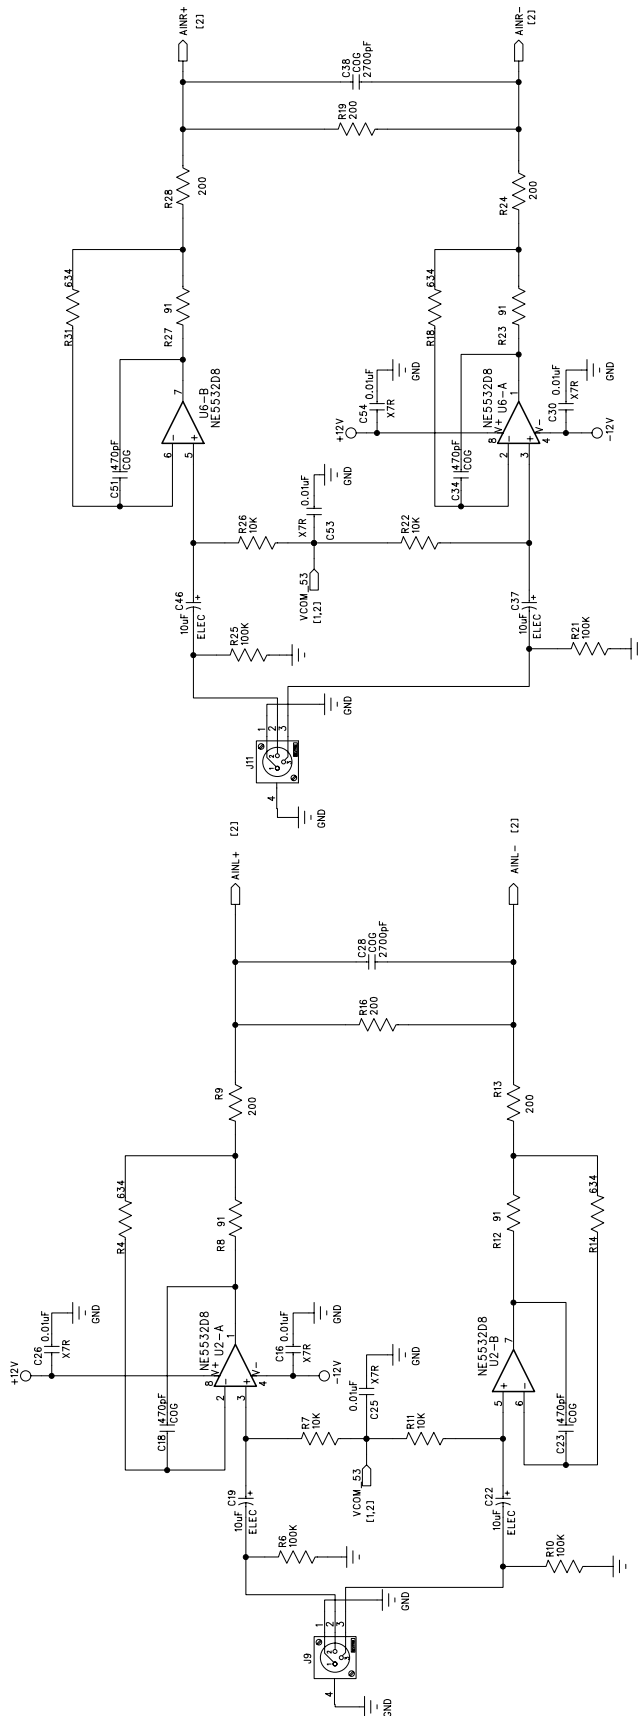 AINR+
[2]
AINR-
[2]
C38
COG
2700pF
R19
200
R28
200
R24
200
634
R31
91
R27
634
R18
91
R23
7
U6-B
NE5532D8
6
5
-
+
470pF
C51
COG
+12V
C54
0.01uF
X7R
GND
NE5532D8
U6-A
1
8
V+
2
3
-
+
V-
4
C30
0.01uF
X7R
GND
-12V
470pF
C34
COG
R26
10K
R22
10K
0.01uF
X7R
C53
GND
VCOM_53
[1,2]
10uF
C46
+
ELEC
R25
100K
10uF
C37
+
ELEC
R21
100K
J11
1
2
3
4
GND
GND
AINL+
[2]
AINL-
[2]
C28
COG
2700pF
R16
200
R9
200
R13
200
634
R4
91
R8
91
R12
634
R14
+12V
C26
0.01uF
X7R
GND
NE5532D8
U2-A
1
8
V+
2
3
-
+
V-
4
C16
0.01uF
X7R
GND
-12V
470pF
C18
COG
NE5532D8
U2-B
7
5
6
+
-
470pF
C23
COG
R7
10K
R11
10K
0.01uF
X7R
C25
GND
VCOM_53
[1,2]
10uF
C19
+
ELEC
R6
100K
10uF
C22
+
ELEC
R10
100K
J9
1
2
3
4
GND
GND